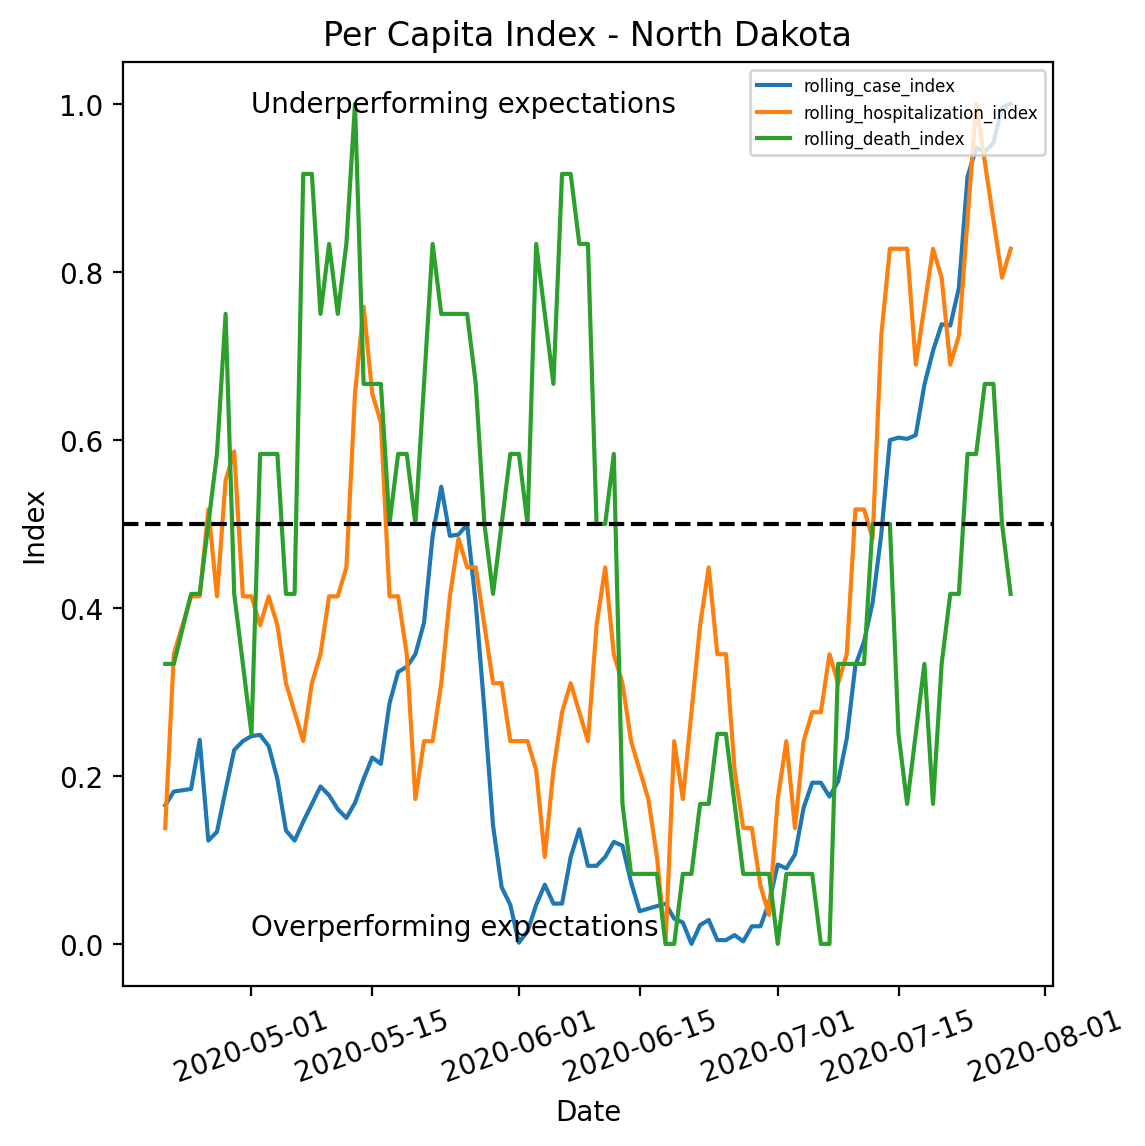 Per Capita Index - North Dakota
Underperforming expectations
rolling_case_index
rolling_hospitalization_index
rolling_death_index
1.0
0.8
0.6
0.4
0.2
0.0
Index
Overperforming expectations
2020-05-01
2020-05-15
2020-06-01
2020-06-15
2020-07-01
2020-07-15
2020-08-01
Date